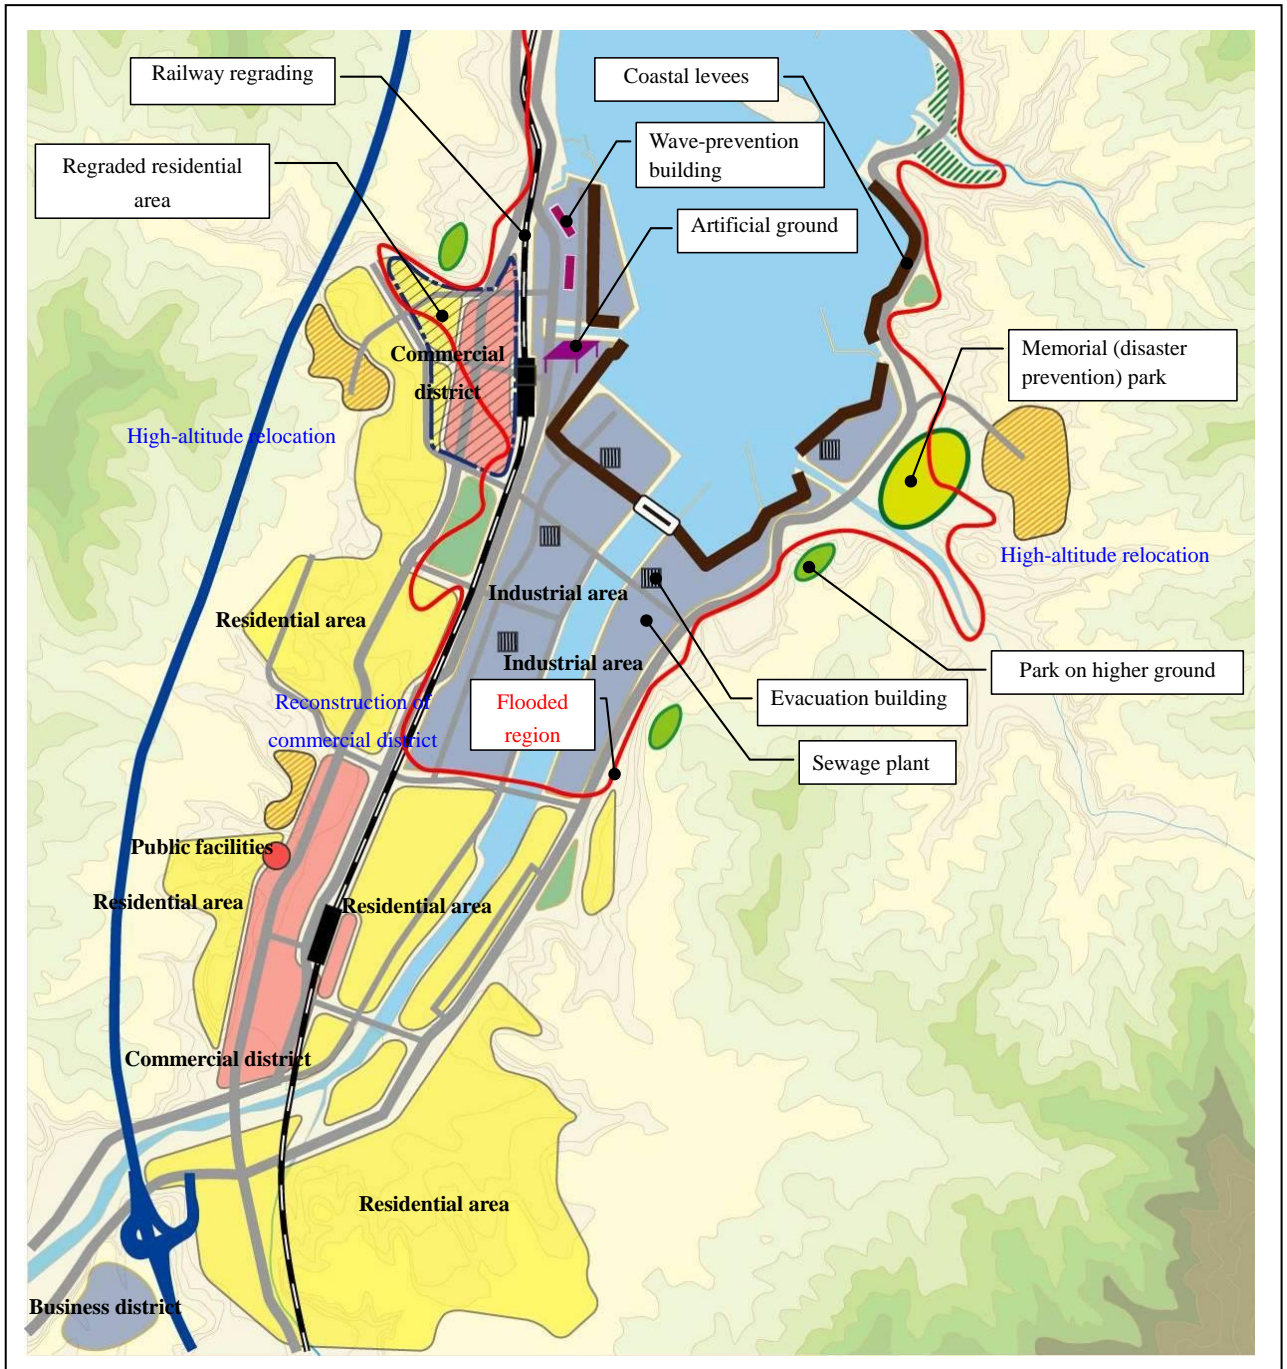 Railway regrading
Coastal levees
Wave-prevention
building
Regraded residential
area
Artificial ground
Commercial
district
Memorial (disaster
prevention) park
High-altitude relocation
High-altitude relocation
Industrial area
Residential area
Industrial area
Park on higher ground
Evacuation building
Flooded
region
Reconstruction of
commercial district
Sewage plant
Public facilities
Residential area
Residential area
Commercial district
Residential area
Business district